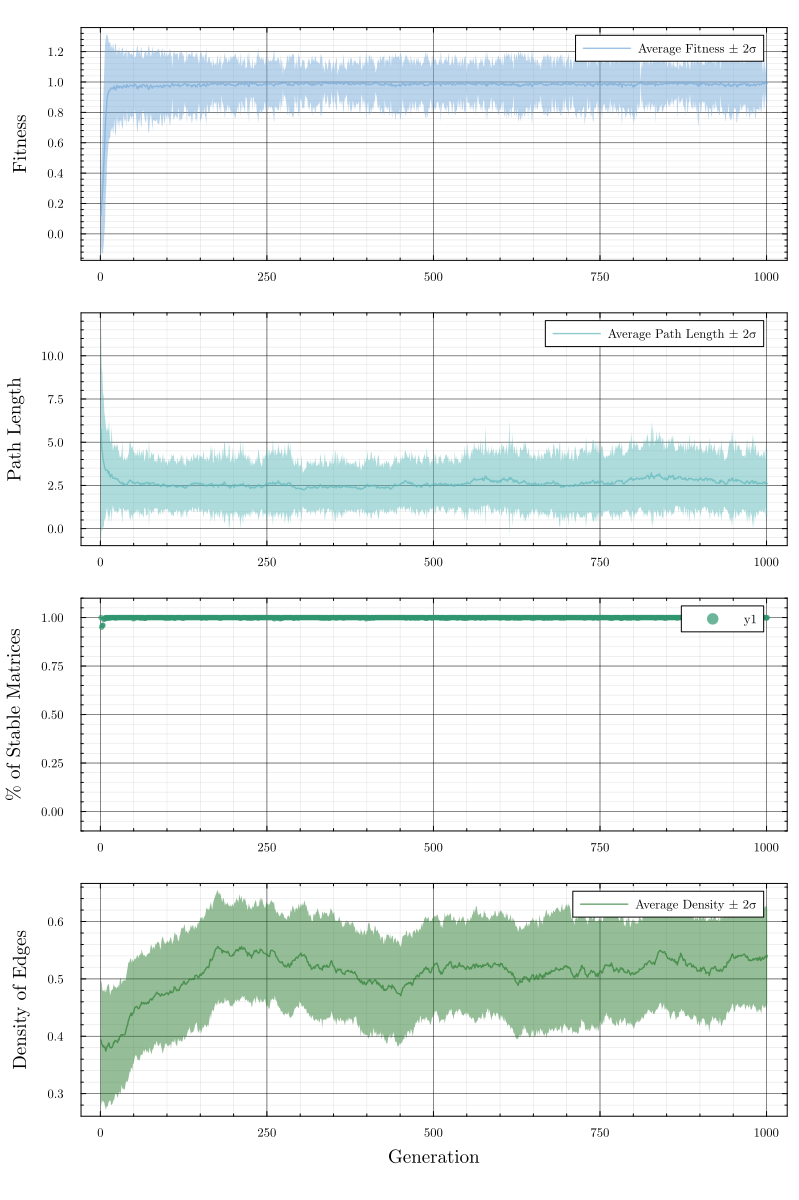 Fitness
1.2
1.0
0.8
0.6
0.4
0.2
0.0
Average Fitness ± 2σ
0 250 500 750 1000
Path Length
10.0
7.5
5.0
2.5
0.0
Average Path Length ± 2σ
0 250 500 750 1000
% of Stable Matrices
1.00
0.75
0.50
0.25
0.00
y1
0 250 500 750 1000
Density of Edges
0.6
0.5
0.4
0.3
Average Density ± 2σ
0 250 500 750 1000
Generation